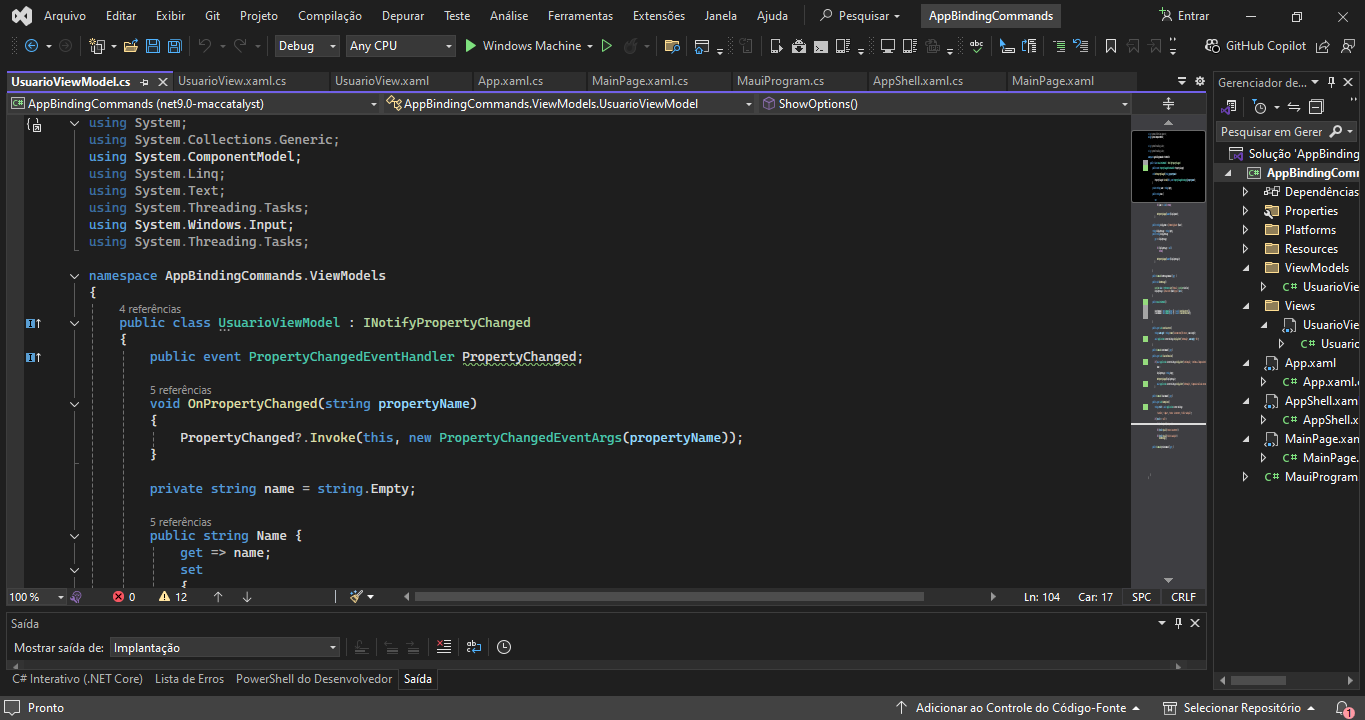 Arquivo Editar Exibir Git Projeto Compilação Depurar Teste Análise Ferramentas Extensões Janela Ajuda Pesquisar AppBindingCommands Entrar
Debug Any CPU Windows Machine GitHub Copilot
UsuarioViewModel.cs UsuarioView.xaml.cs UsuarioView.xaml App.xaml.cs MainPage.xaml.cs MauiProgram.cs AppShell.xaml.cs MainPage.xaml
AppBindingCommands (net9.0-maccatalyst) AppBindingCommands.ViewModels.UsuarioViewModel ShowOptions()
using System;
using System.Collections.Generic;
using System.ComponentModel;
using System.Linq;
using System.Text;
using System.Threading.Tasks;
using System.Windows.Input;
using System.Threading.Tasks;
namespace AppBindingCommands.ViewModels
{
4 referências
public class UsuarioViewModel : INotifyPropertyChanged
{
public event PropertyChangedEventHandler PropertyChanged;
5 referências
void OnPropertyChanged(string propertyName)
{
PropertyChanged?.Invoke(this, new PropertyChangedEventArgs(propertyName));
}
private string name = string.Empty;
5 referências
public string Name {
get => name;
set
{
100 % 0 12 Ln: 104 Car: 17 SPC CRLF
Gerenciador de...
Pesquisar em Gerer
Solução 'AppBinding
AppBindingComm
Dependências
Properties
Platforms
Resources
ViewModels
C# UsuarioVie
Views
UsuarioVie
C# Usuaric
App.xaml
C# App.xaml.c
AppShell.xaml
C# AppShell.x
MainPage.xan
C# MainPage.
C# MauiProgram
Saída
Mostrar saída de: Implantação
C# Interativo (.NET Core) Lista de Erros PowerShell do Desenvolvedor Saída
Pronto Adicionar ao Controle do Código-Fonte Selecionar Repositório 1